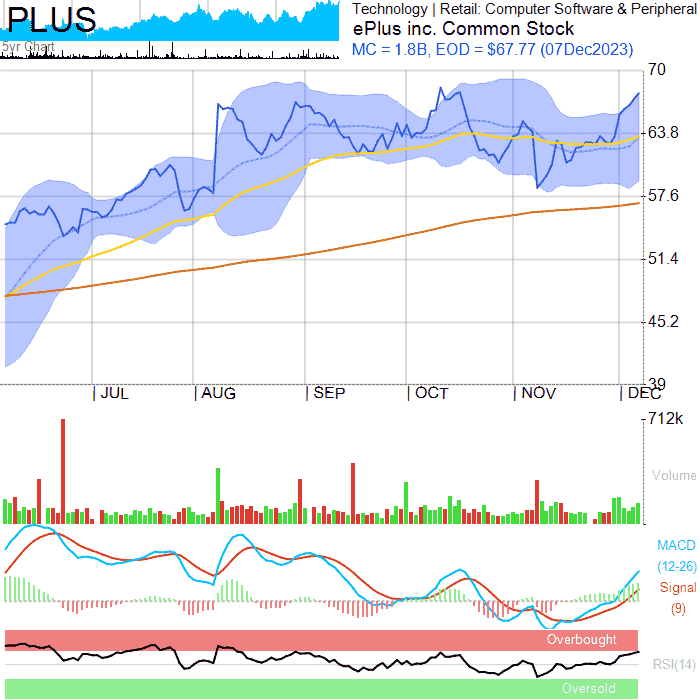 PLUS
5yr Chart
Technology | Retail: Computer Software & Peripheral
ePlus inc. Common Stock
MC = 1.8B, EOD = $67.77 (07Dec2023)
70
63.8
57.6
51.4
45.2
39
JUL
AUG
SEP
OCT
NOV
DEC
712k
Volume
MACD
(12-26)
Signal
(9)
Overbought
RSI(14)
Oversold